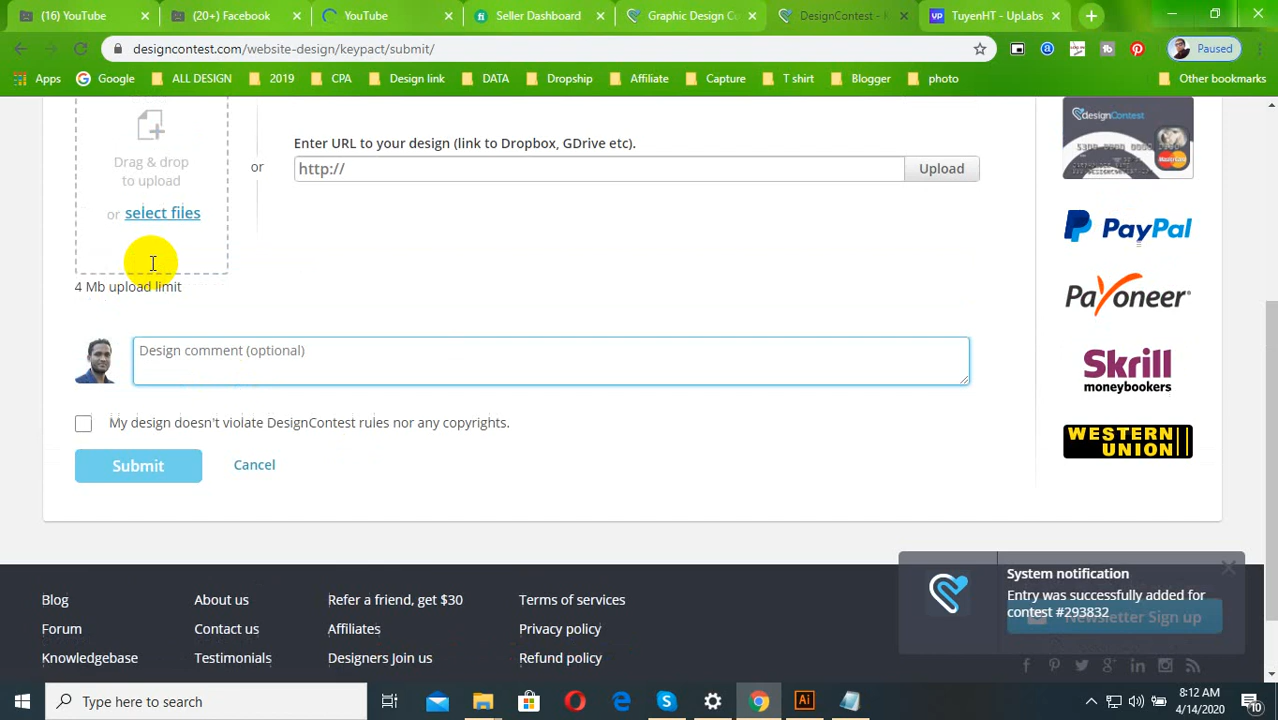 (16) YouTube
(20+) Facebook
YouTube
Seller Dashboard
Graphic Design C
DesignContest -
TuyenHT - UpLabs
designcontest.com/website-design/keypact/submit/
Paused
Apps
Google
ALL DESIGN
2019
CPA
Design link
DATA
Dropship
Affiliate
Capture
T shirt
Blogger
photo
Other bookmarks
Drag & drop
to upload
or select files
4 Mb upload limit
or
Enter URL to your design (link to Dropbox, GDrive etc).
http://
Upload
designContest
MasterCard
PayPal
Payoneer
Skrill
moneybookers
WESTERN
UNION
Design comment (optional)
My design doesn't violate DesignContest rules nor any copyrights.
Submit
Cancel
System notification
Entry was successfully added for
contest #293832
Newsletter Sign up
Blog
About us
Refer a friend, get $30
Terms of services
Forum
Contact us
Affiliates
Privacy policy
Knowledgebase
Testimonials
Designers Join us
Refund policy
Type here to search
8:12 AM
4/14/2020
10